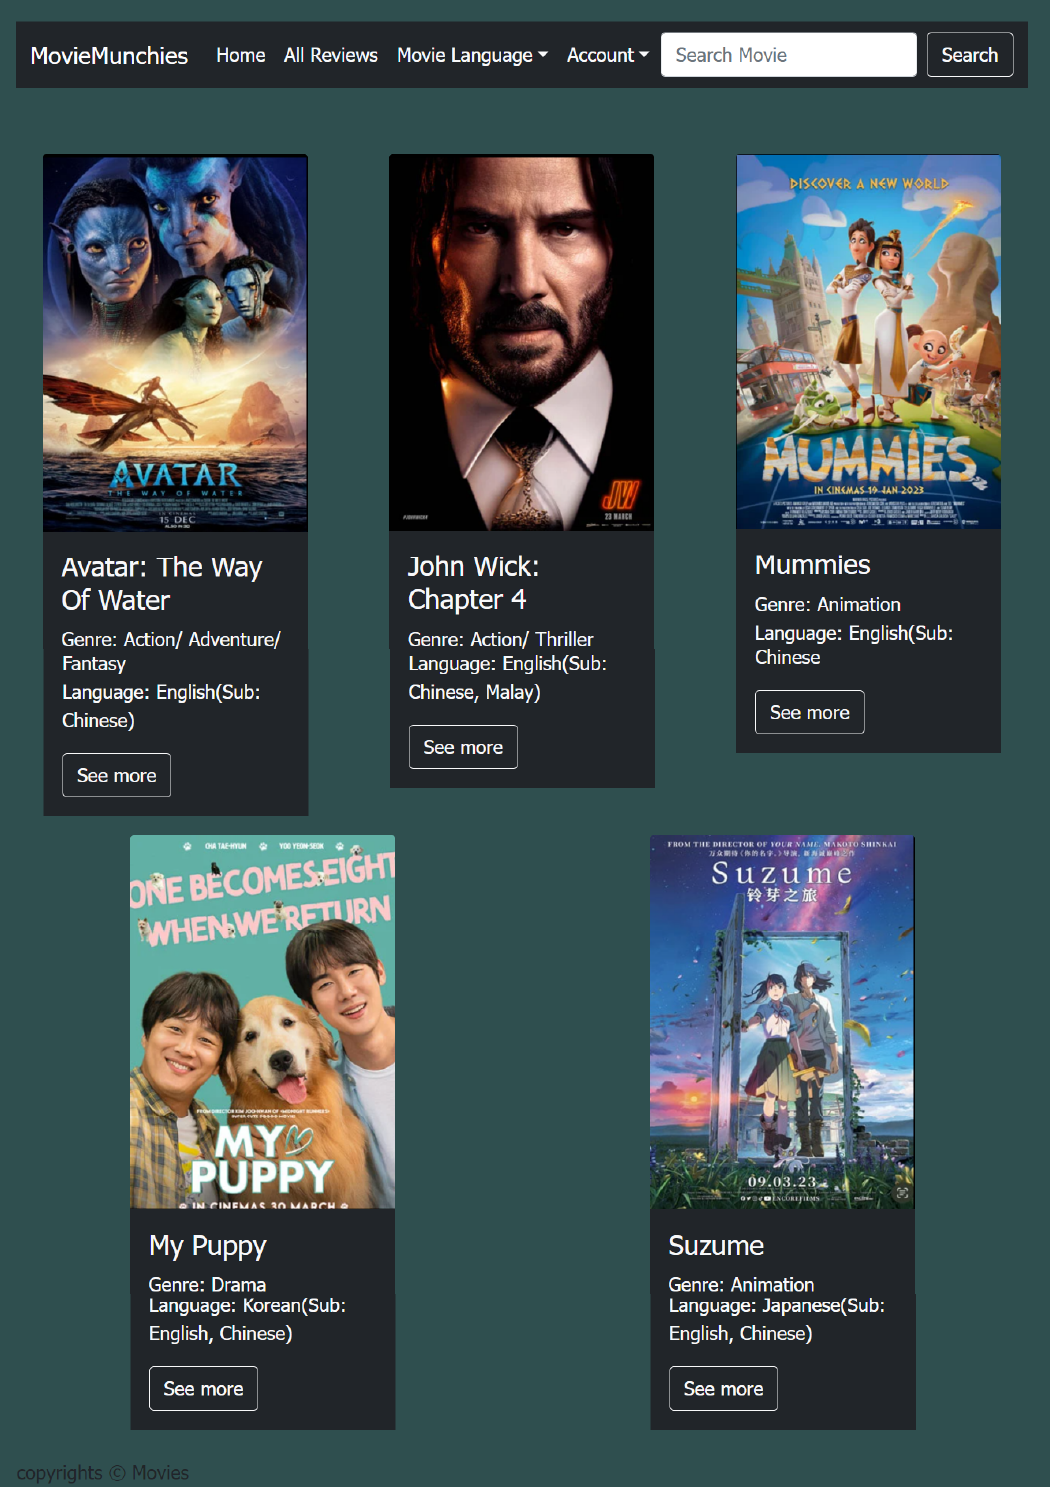 MovieMunchies Home All Reviews Movie Language Account Search Movie Search
AVATAR
THE WAY OF WATER
15 DEC
JW
23 MARCH
DISCOVER A NEW WORLD
MUMMIES
IN CINEMAS 19 JAN 2023
Avatar: The Way
Of Water
Genre: Action/ Adventure/
Fantasy
Language: English(Sub:
Chinese)
See more
John Wick:
Chapter 4
Genre: Action/ Thriller
Language: English(Sub:
Chinese, Malay)
See more
Mummies
Genre: Animation
Language: English(Sub:
Chinese
See more
CHA TAE-HYUN YOO YEON-SEOK
ONE BECOMES EIGHT
WHEN WE RETURN
MY
PUPPY
IN CINEMAS 30 MARCH
FROM THE DIRECTOR OF YOUR NAME, MAKOTO SHINKAI
Suzume
铃芽之旅
09.03.23
My Puppy
Genre: Drama
Language: Korean(Sub:
English, Chinese)
See more
Suzume
Genre: Animation
Language: Japanese(Sub:
English, Chinese)
See more
copyrights © Movies